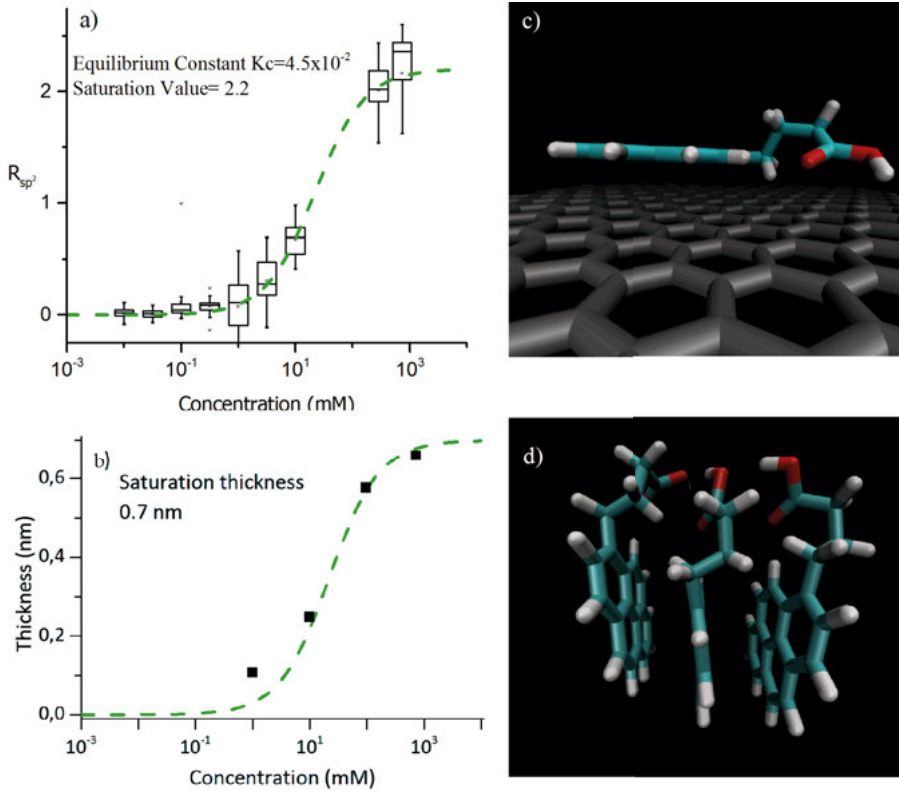 a)
Equilibrium Constant Kc=4.5x10⁻²
Saturation Value= 2.2
2
1
0
R_sp²
10⁻³ 10⁻¹ 10¹ 10³
Concentration (mM)
c)
b)
Saturation thickness
0.7 nm
0,6
0,4
0,2
0,0
Thickness (nm)
10⁻³ 10⁻¹ 10¹ 10³
Concentration (mM)
d)